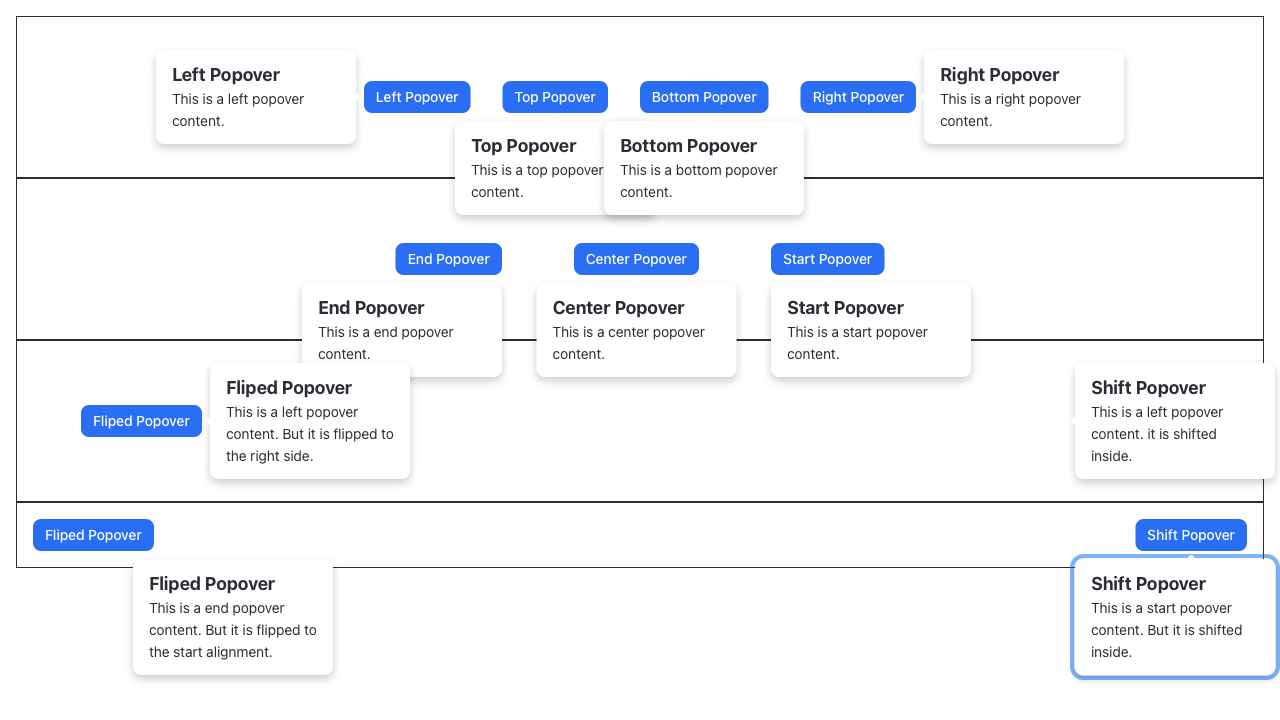 Left Popover
This is a left popover
content.
Left Popover
Top Popover
Bottom Popover
Right Popover
Right Popover
This is a right popover
content.
Top Popover
This is a top popover
content.
Bottom Popover
This is a bottom popover
content.
End Popover
Center Popover
Start Popover
End Popover
This is a end popover
content.
Center Popover
This is a center popover
content.
Start Popover
This is a start popover
content.
Fliped Popover
Fliped Popover
This is a left popover
content. But it is flipped to
the right side.
Shift Popover
This is a left popover
content. it is shifted
inside.
Fliped Popover
Shift Popover
Fliped Popover
This is a end popover
content. But it is flipped to
the start alignment.
Shift Popover
This is a start popover
content. But it is shifted
inside.